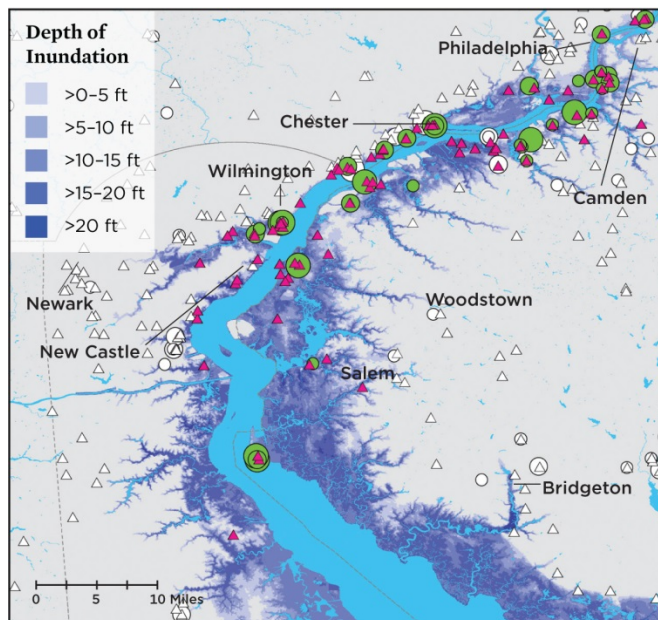 Depth of
Inundation
>0–5 ft
>5–10 ft
>10–15 ft
>15–20 ft
>20 ft
Philadelphia
Chester
Wilmington
Camden
Newark
Woodstown
New Castle
Salem
Bridgeton
0 5 10 Miles